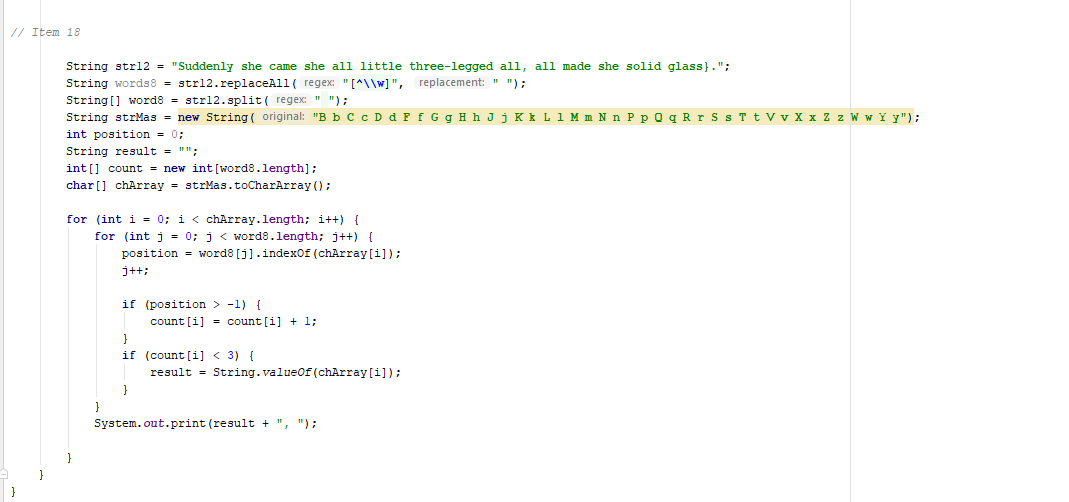 // Item 18
String str12 = "Suddenly she came she all little three-legged all, all made she solid glass}.";
String words8 = str12.replaceAll( regex: "[^\\w]", replacement: " ");
String[] word8 = str12.split( regex: " ");
String strMas = new String( original: "B b C c D d F f G g H h J j K k L l M m N n P p Q q R r S s T t V v X x Z z W w Y y");
int position = 0;
String result = "";
int[] count = new int[word8.length];
char[] chArray = strMas.toCharArray();
for (int i = 0; i < chArray.length; i++) {
for (int j = 0; j < word8.length; j++) {
position = word8[j].indexOf(chArray[i]);
j++;
if (position > -1) {
count[i] = count[i] + 1;
}
if (count[i] < 3) {
result = String.valueOf(chArray[i]);
}
}
System.out.print(result + ", ");
}
}
}